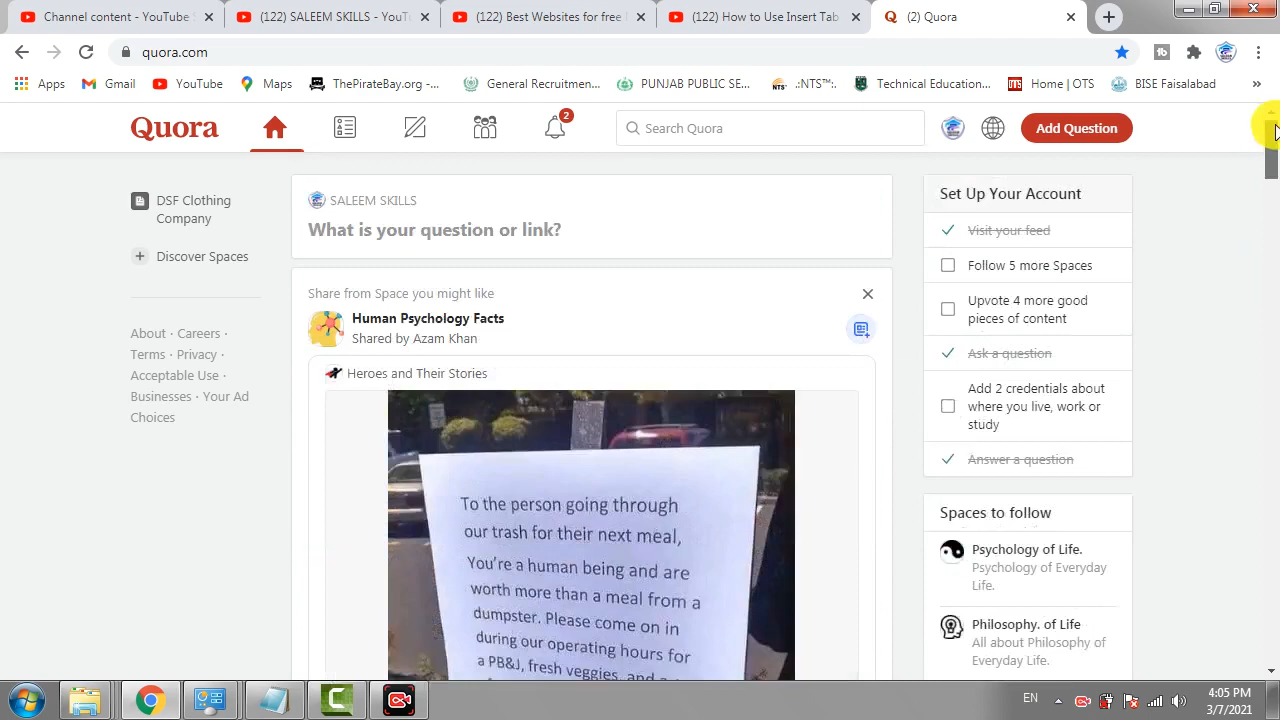 Channel content - YouTube
(122) SALEEM SKILLS - YouT
(122) Best Websites for free
(122) How to Use Insert Tab
(2) Quora
quora.com
Apps
Gmail
YouTube
Maps
ThePirateBay.org -...
General Recruitmen...
PUNJAB PUBLIC SE...
.:NTS™:.
Technical Education...
Home | OTS
BISE Faisalabad
»
Quora
2
Search Quora
Add Question
DSF Clothing
Company
Discover Spaces
About · Careers ·
Terms · Privacy ·
Acceptable Use ·
Businesses · Your Ad
Choices
SALEEM SKILLS
What is your question or link?
Share from Space you might like
Human Psychology Facts
Shared by Azam Khan
Heroes and Their Stories
To the person going through
our trash for their next meal,
You're a human being and are
worth more than a meal from a
dumpster. Please come on in
during our operating hours for
a PB&J, fresh veggies, and a
Set Up Your Account
Visit your feed
Follow 5 more Spaces
Upvote 4 more good
pieces of content
Ask a question
Add 2 credentials about
where you live, work or
study
Answer a question
Spaces to follow
Psychology of Life.
Psychology of Everyday
Life.
Philosophy. of Life
All about Philosophy of
Everyday Life.
EN
4:05 PM
3/7/2021